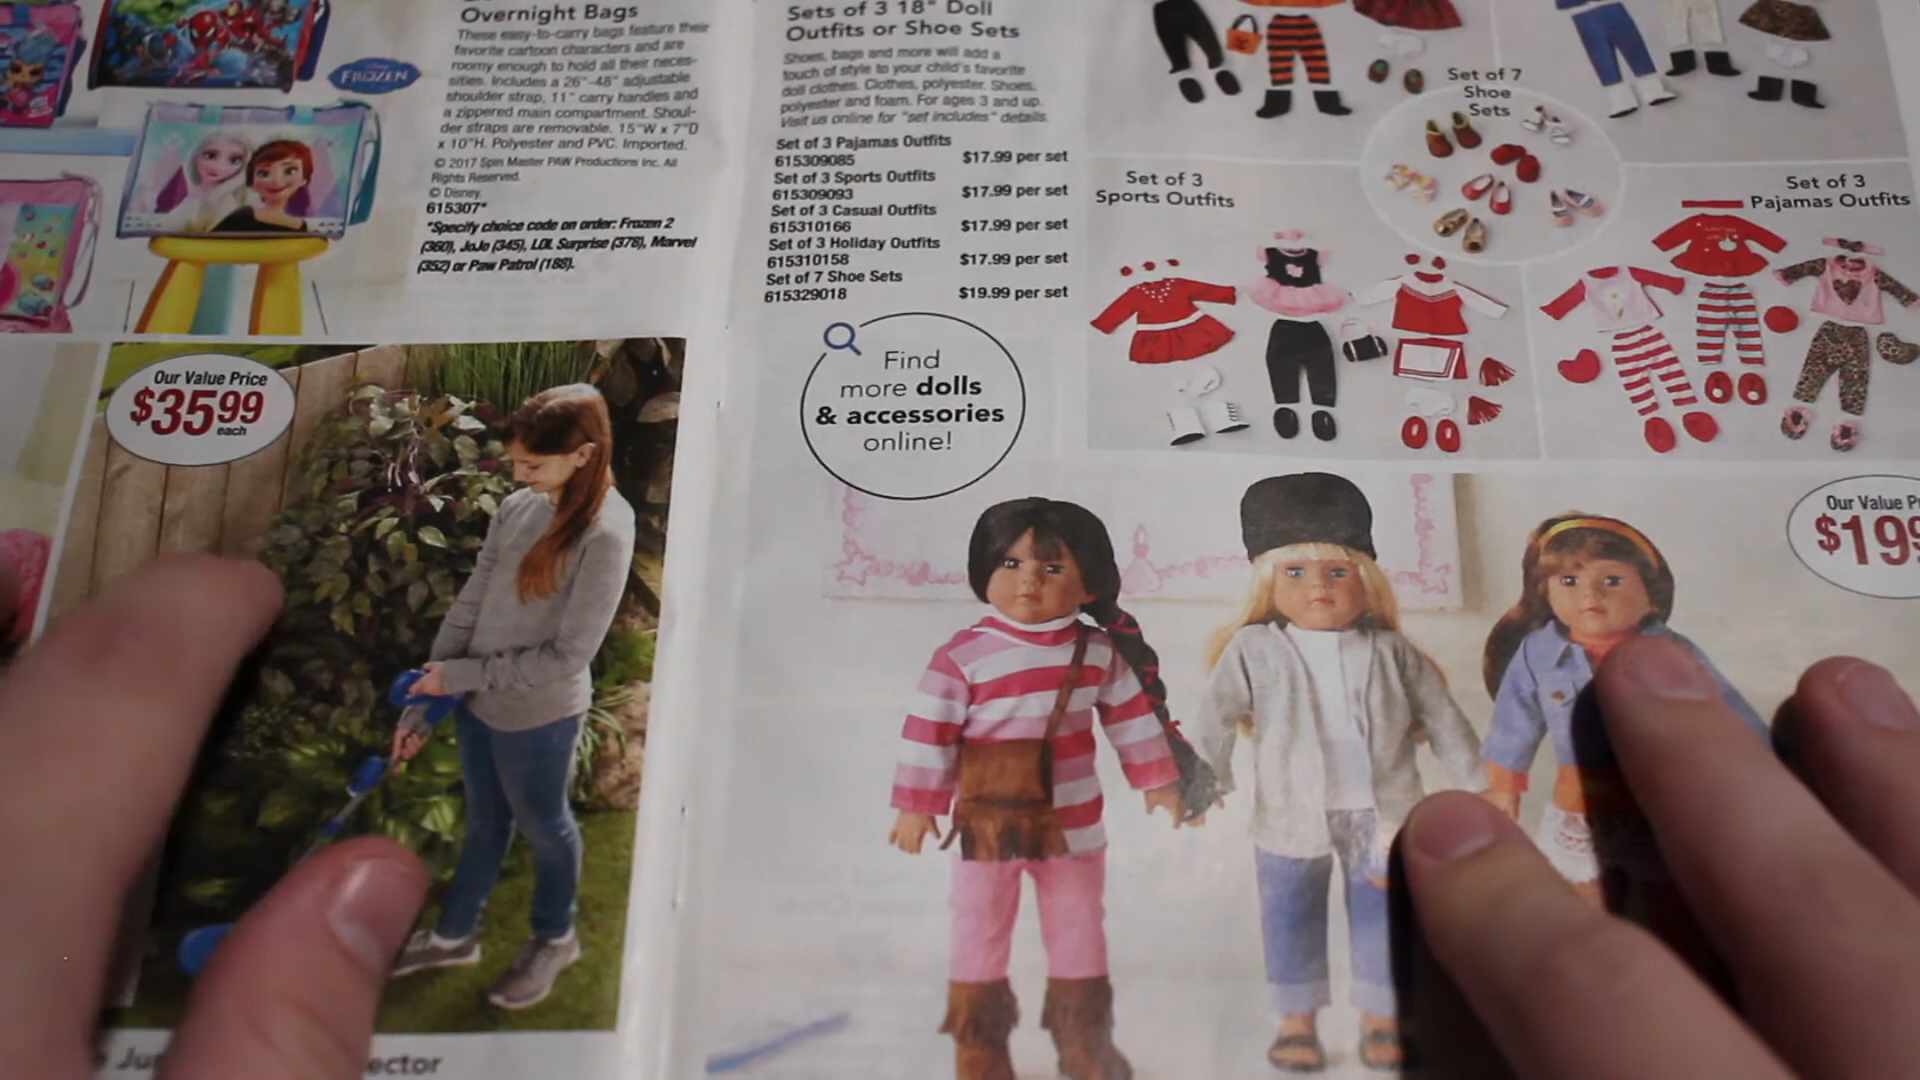 Overnight Bags
These easy-to-carry bags feature their
favorite cartoon characters and are
roomy enough to hold all their neces-
sities. Includes a 26"-48" adjustable
shoulder strap, 11" carry handles and
a zippered main compartment. Shoul-
der straps are removable. 15"W x 7"D
x 10"H. Polyester and PVC. Imported.
© 2017 Spin Master PAW Productions Inc. All
Rights Reserved.
© Disney.
615307*
*Specify choice code on order: Frozen 2
(360), JoJo (345), LOL Surprise (378), Marvel
(352) or Paw Patrol (188).
FROZEN
Our Value Price
$3599
each
Sets of 3 18" Doll
Outfits or Shoe Sets
Shoes, bags and more will add a
touch of style to your child's favorite
doll clothes. Clothes, polyester. Shoes,
polyester and foam. For ages 3 and up.
Visit us online for "set includes" details.
Set of 3 Pajamas Outfits
615309085 $17.99 per set
Set of 3 Sports Outfits
615309093 $17.99 per set
Set of 3 Casual Outfits
615310166 $17.99 per set
Set of 3 Holiday Outfits
615310158 $17.99 per set
Set of 7 Shoe Sets
615329018 $19.99 per set
Find
more dolls
& accessories
online!
Set of 7
Shoe
Sets
Set of 3
Sports Outfits
Set of 3
Pajamas Outfits
Our Value
$19